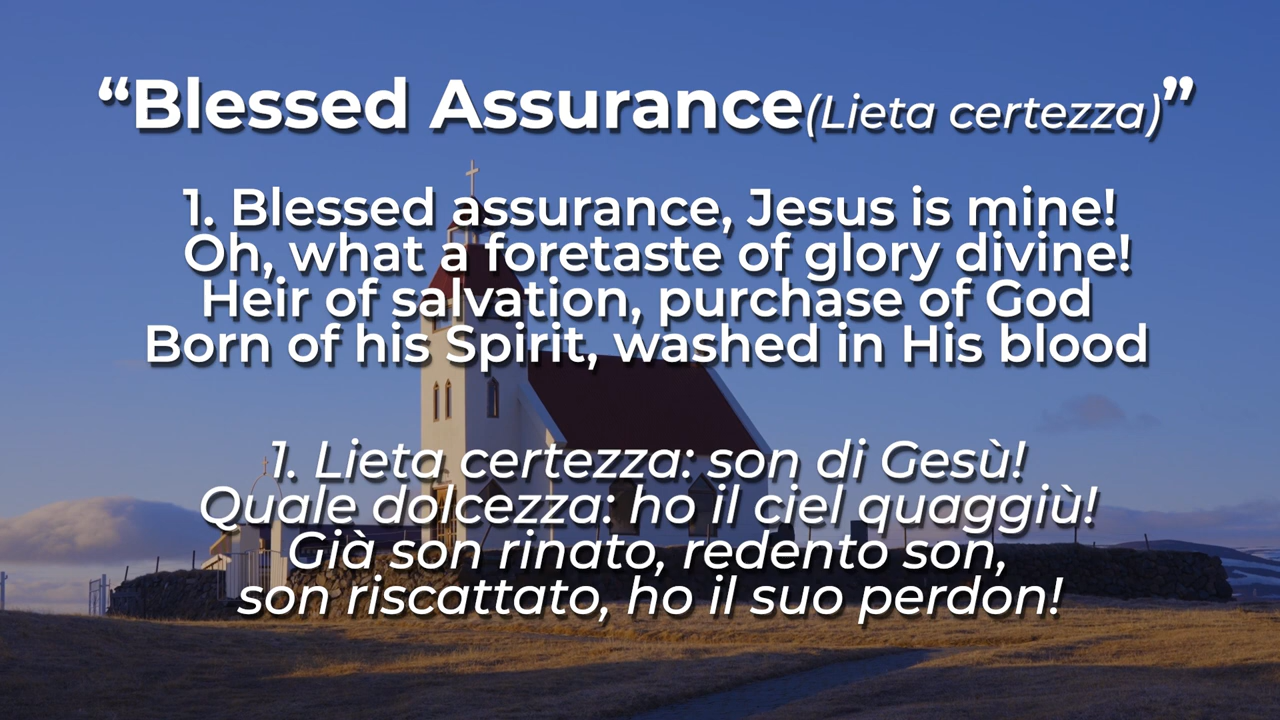 “Blessed Assurance(Lieta certezza)”
1. Blessed assurance, Jesus is mine!
Oh, what a foretaste of glory divine!
Heir of salvation, purchase of God
Born of his Spirit, washed in His blood
1. Lieta certezza: son di Gesù!
Quale dolcezza: ho il ciel quaggiù!
Già son rinato, redento son,
son riscattato, ho il suo perdon!